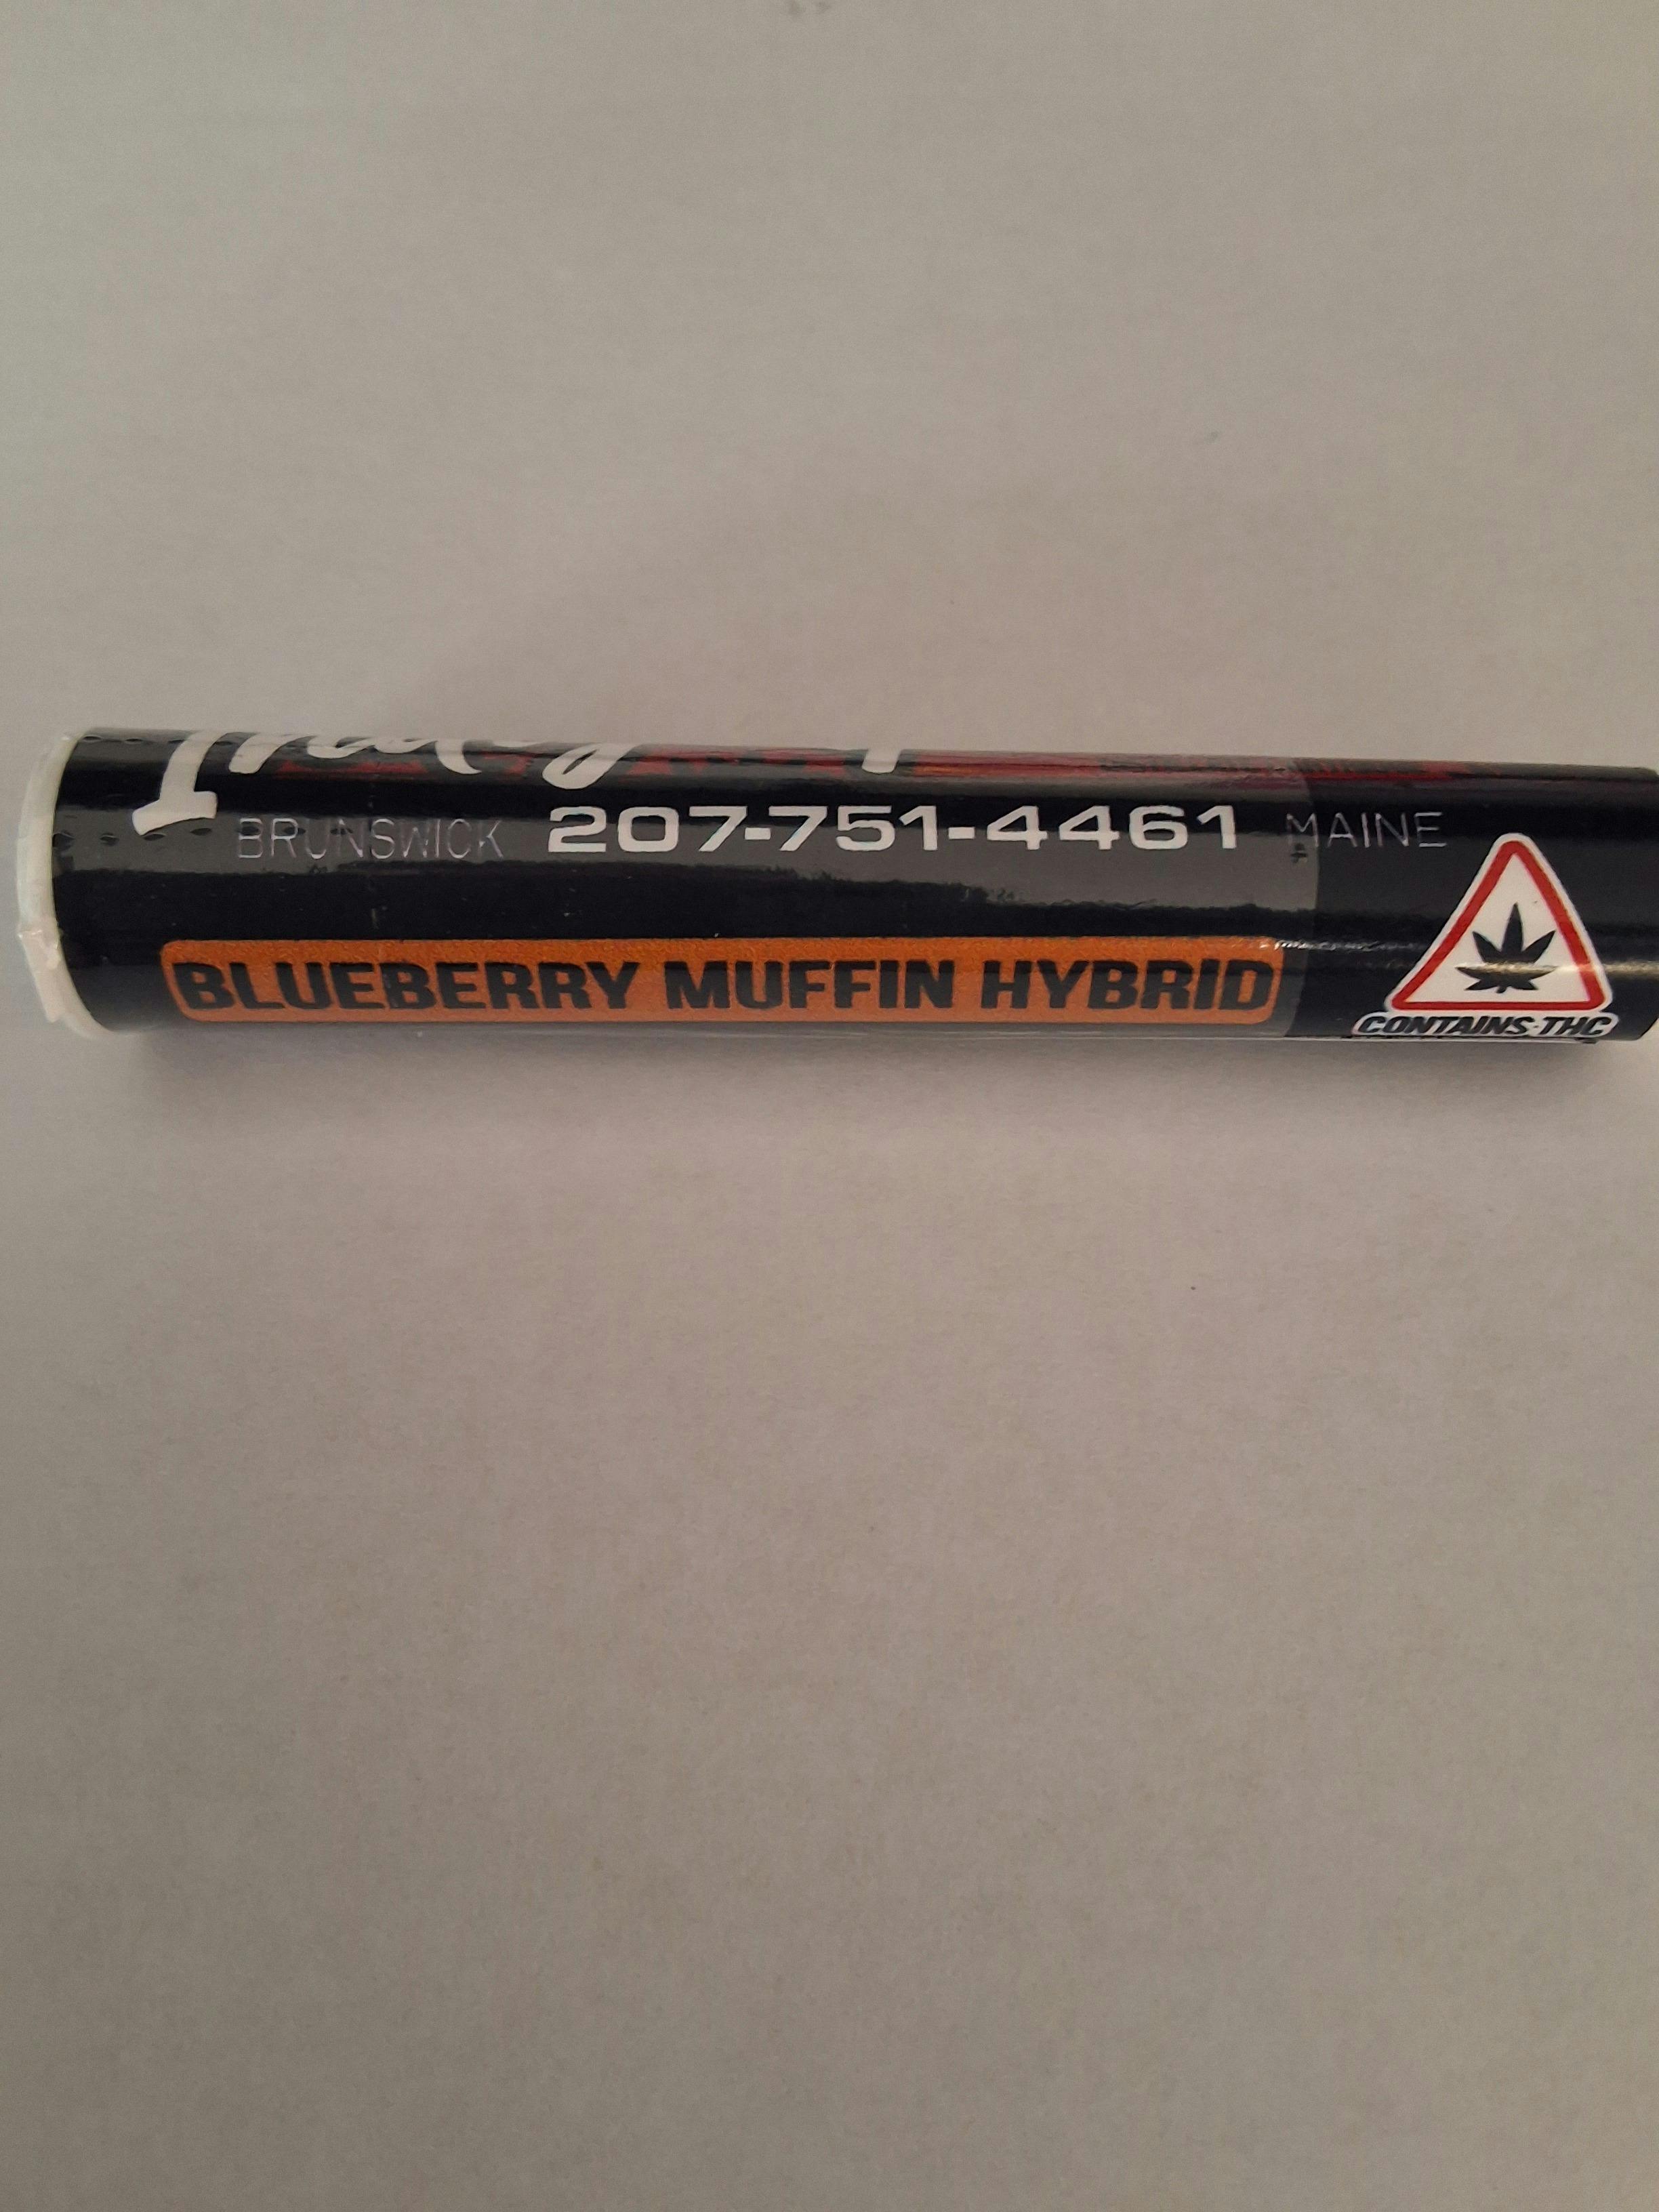 BRUNSWICK 207-751-4461 MAINE
BLUEBERRY MUFFIN HYBRID
CONTAINS THC